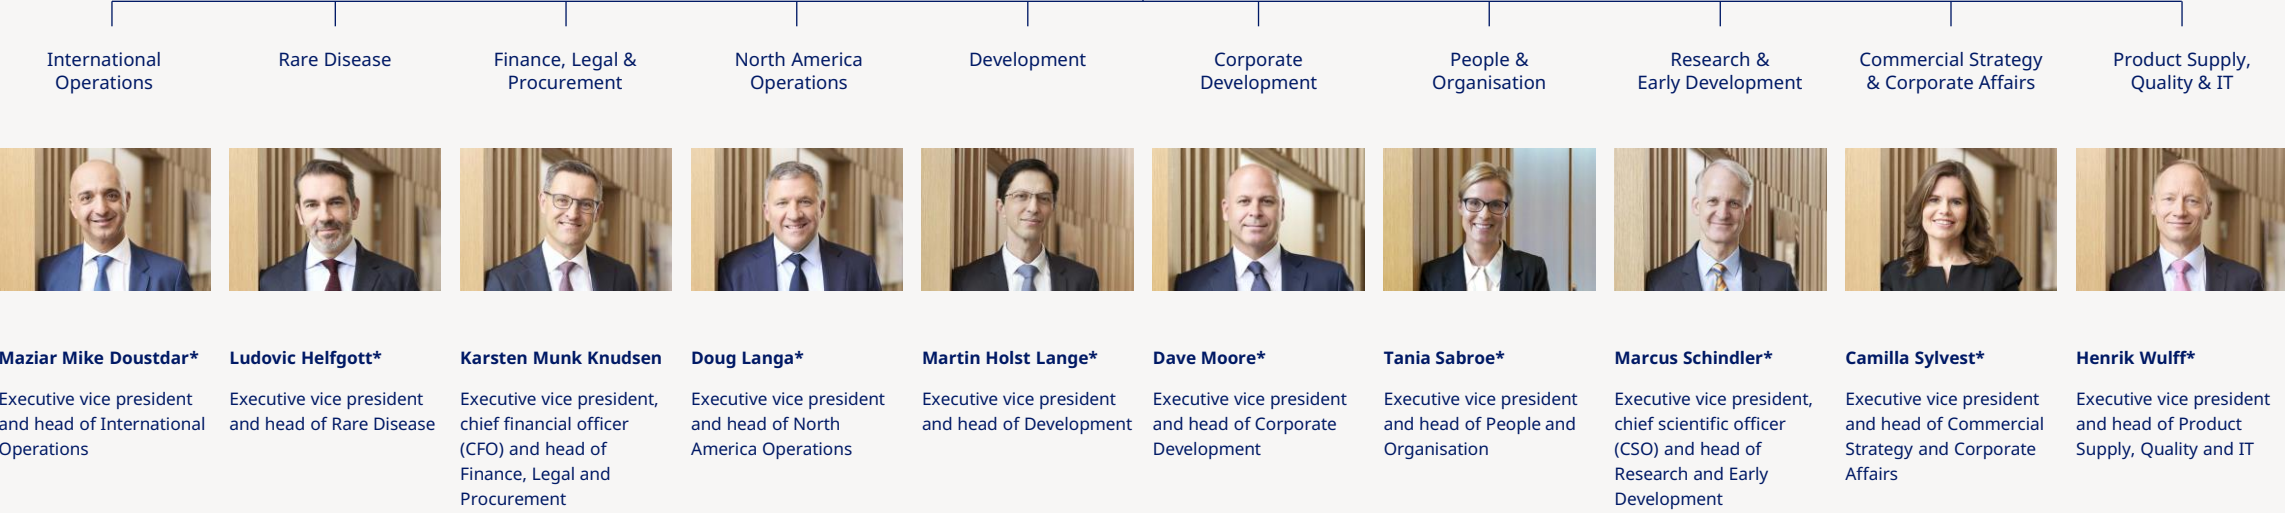 International
Operations
Rare Disease
Finance, Legal &
Procurement
North America
Operations
Development
Corporate
Development
People &
Organisation
Research &
Early Development
Commercial Strategy
& Corporate Affairs
Product Supply,
Quality & IT
Maziar Mike Doustdar*
Executive vice president
and head of International
Operations
Ludovic Helfgott*
Executive vice president
and head of Rare Disease
Karsten Munk Knudsen
Executive vice president,
chief financial officer
(CFO) and head of
Finance, Legal and
Procurement
Doug Langa*
Executive vice president
and head of North
America Operations
Martin Holst Lange*
Executive vice president
and head of Development
Dave Moore*
Executive vice president
and head of Corporate
Development
Tania Sabroe*
Executive vice president
and head of People and
Organisation
Marcus Schindler*
Executive vice president,
chief scientific officer
(CSO) and head of
Research and Early
Development
Camilla Sylvest*
Executive vice president
and head of Commercial
Strategy and Corporate
Affairs
Henrik Wulff*
Executive vice president
and head of Product
Supply, Quality and IT